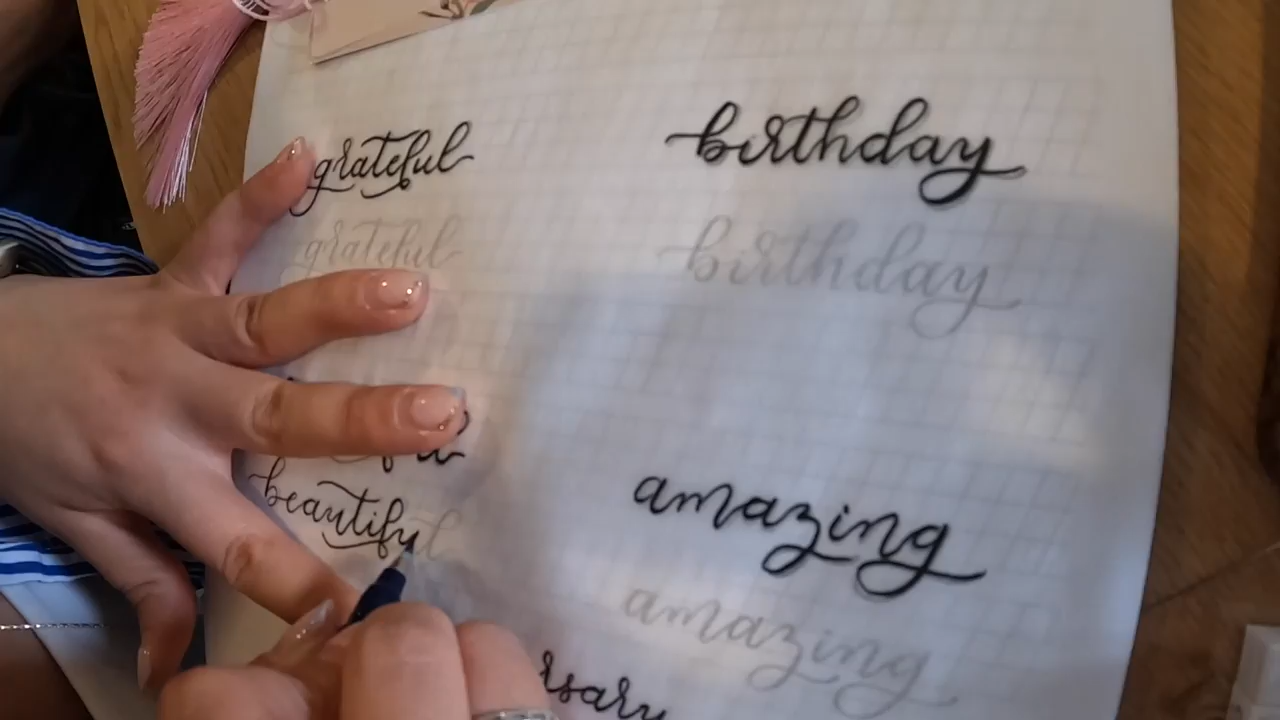 grateful
grateful
beautiful
birthday
birthday
amazing
amazing